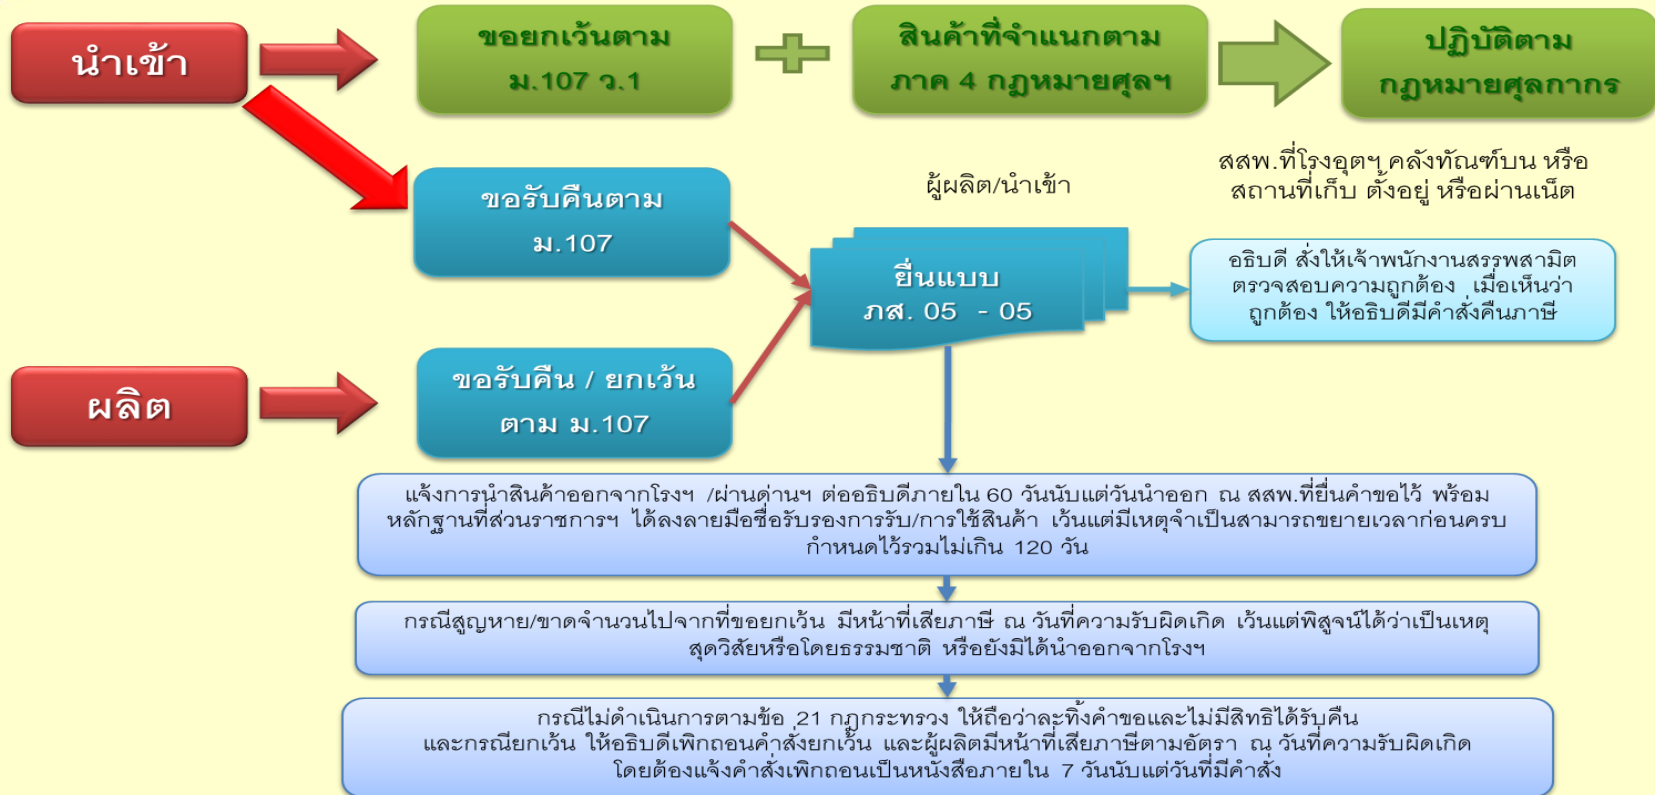 นำเข้า
ขอยกเว้นตาม
ม.107 ว.1
สินค้าที่จำแนกตาม
ภาค 4 กฎหมายศุลฯ
ปฏิบัติตาม
กฎหมายศุลกากร
ขอรับคืนตาม
ม.107
ผู้ผลิต/นำเข้า
สสพ.ที่โรงอุตฯ คลังทัณฑ์บน หรือ
สถานที่เก็บ ตั้งอยู่ หรือผ่านเน็ต
ยื่นแบบ
ภส. 05 - 05
อธิบดี สั่งให้เจ้าพนักงานสรรพสามิต
ตรวจสอบความถูกต้อง เมื่อเห็นว่า
ถูกต้อง ให้อธิบดีมีคำสั่งคืนภาษี
ผลิต
ขอรับคืน / ยกเว้น
ตาม ม.107
แจ้งการนำสินค้าออกจากโรงฯ /ผ่านด่านฯ ต่ออธิบดีภายใน 60 วันนับแต่วันนำออก ณ สสพ.ที่ยื่นคำขอไว้ พร้อม
หลักฐานที่ส่วนราชการฯ ได้ลงลายมือชื่อรับรองการรับ/การใช้สินค้า เว้นแต่มีเหตุจำเป็นสามารถขยายเวลาก่อนครบ
กำหนดไว้รวมไม่เกิน 120 วัน
กรณีสูญหาย/ขาดจำนวนไปจากที่ขอยกเว้น มีหน้าที่เสียภาษี ณ วันที่ความรับผิดเกิด เว้นแต่พิสูจน์ได้ว่าเป็นเหตุ
สุดวิสัยหรือโดยธรรมชาติ หรือยังมิได้นำออกจากโรงฯ
กรณีไม่ดำเนินการตามข้อ 21 กฎกระทรวง ให้ถือว่าละทิ้งคำขอและไม่มีสิทธิได้รับคืน
และกรณียกเว้น ให้อธิบดีเพิกถอนคำสั่งยกเว้น และผู้ผลิตมีหน้าที่เสียภาษีตามอัตรา ณ วันที่ความรับผิดเกิด
โดยต้องแจ้งคำสั่งเพิกถอนเป็นหนังสือภายใน 7 วันนับแต่วันที่มีคำสั่ง